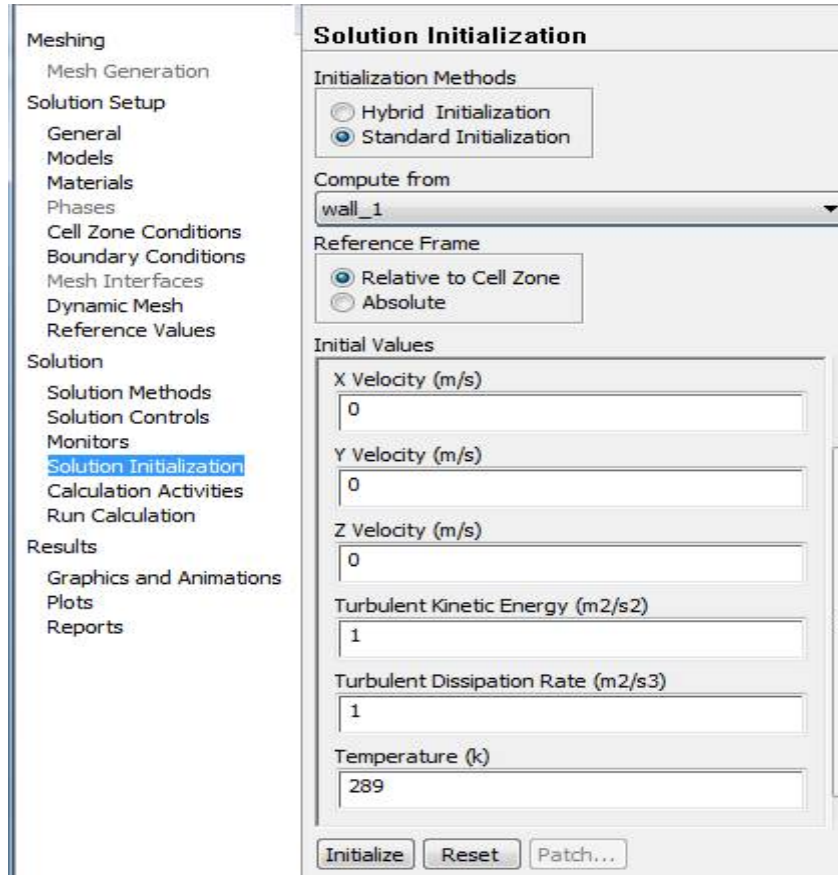 Meshing
Mesh Generation
Solution Setup
General
Models
Materials
Phases
Cell Zone Conditions
Boundary Conditions
Mesh Interfaces
Dynamic Mesh
Reference Values
Solution
Solution Methods
Solution Controls
Monitors
Solution Initialization
Calculation Activities
Run Calculation
Results
Graphics and Animations
Plots
Reports
Solution Initialization
Initialization Methods
Hybrid Initialization
Standard Initialization
Compute from
wall_1
Reference Frame
Relative to Cell Zone
Absolute
Initial Values
X Velocity (m/s)
0
Y Velocity (m/s)
0
Z Velocity (m/s)
0
Turbulent Kinetic Energy (m2/s2)
1
Turbulent Dissipation Rate (m2/s3)
1
Temperature (k)
289
Initialize Reset Patch...